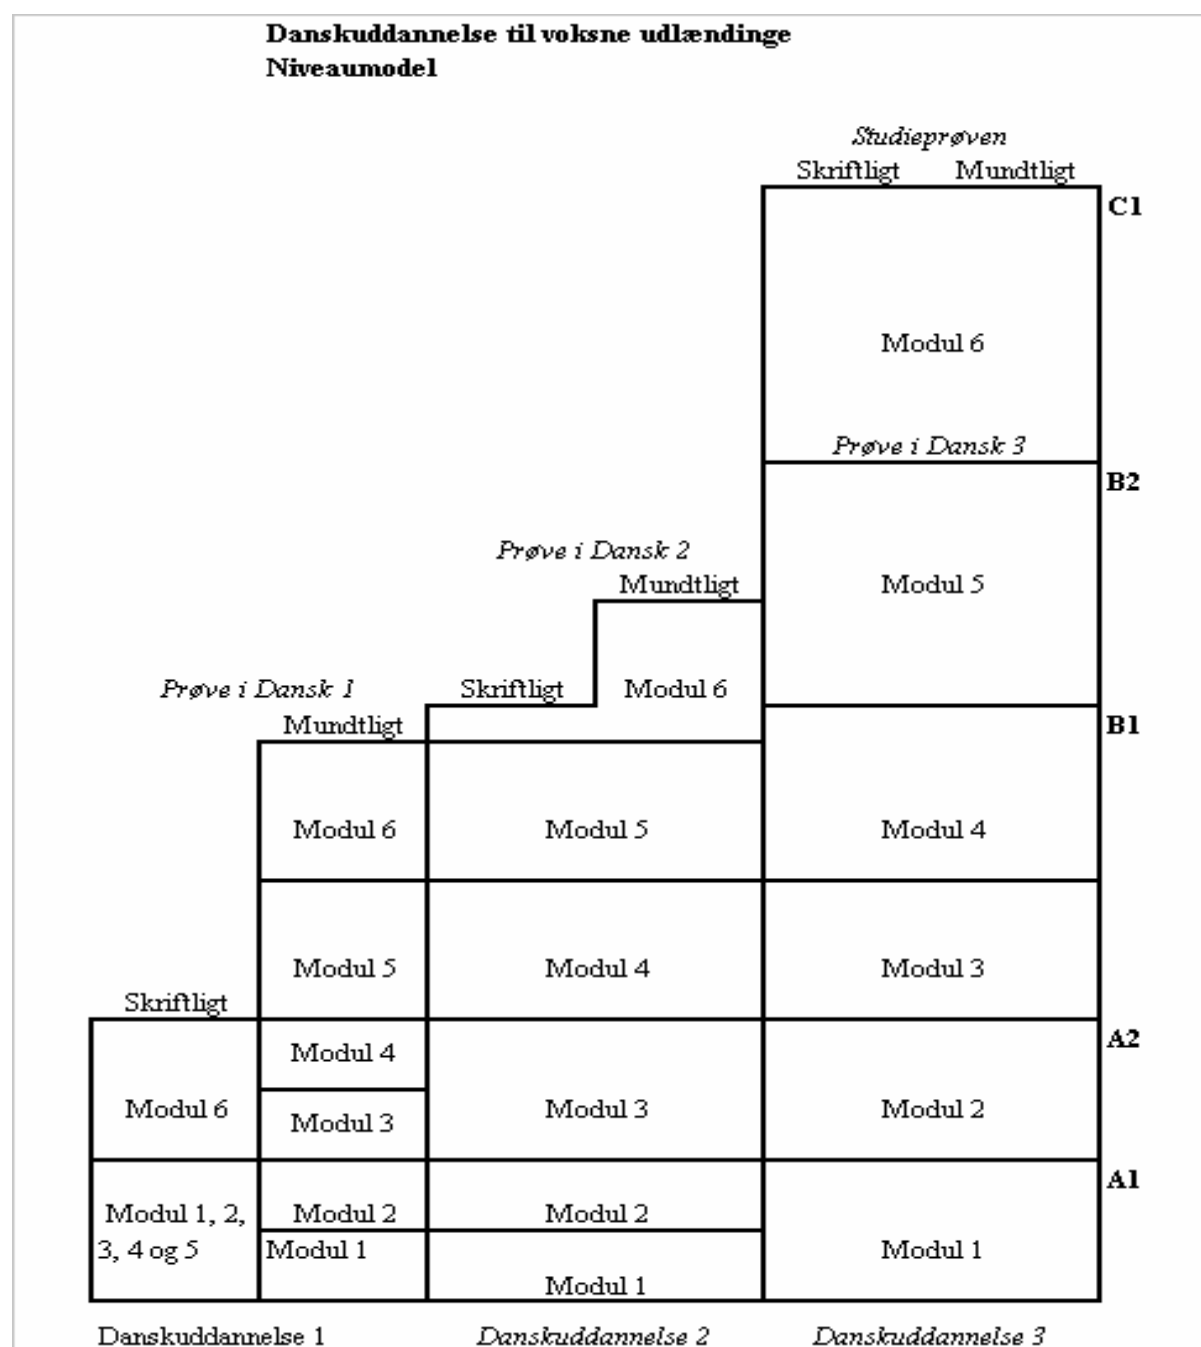 Danskuddannelse til voksne udlændinge
Niveaumodel
Studieprøven
Skriftligt Mundtligt
C1
Modul 6
Prøve i Dansk 3
B2
Prøve i Dansk 2
Mundtligt
Modul 5
Prøve i Dansk 1
Skriftligt
Modul 6
Mundtligt
B1
Modul 6
Modul 5
Modul 4
Modul 5
Modul 4
Modul 3
Skriftligt
Modul 4
A2
Modul 6
Modul 3
Modul 3
Modul 2
A1
Modul 1, 2,
3, 4 og 5
Modul 2
Modul 1
Modul 2
Modul 1
Modul 1
Danskuddannelse 1
Danskuddannelse 2
Danskuddannelse 3